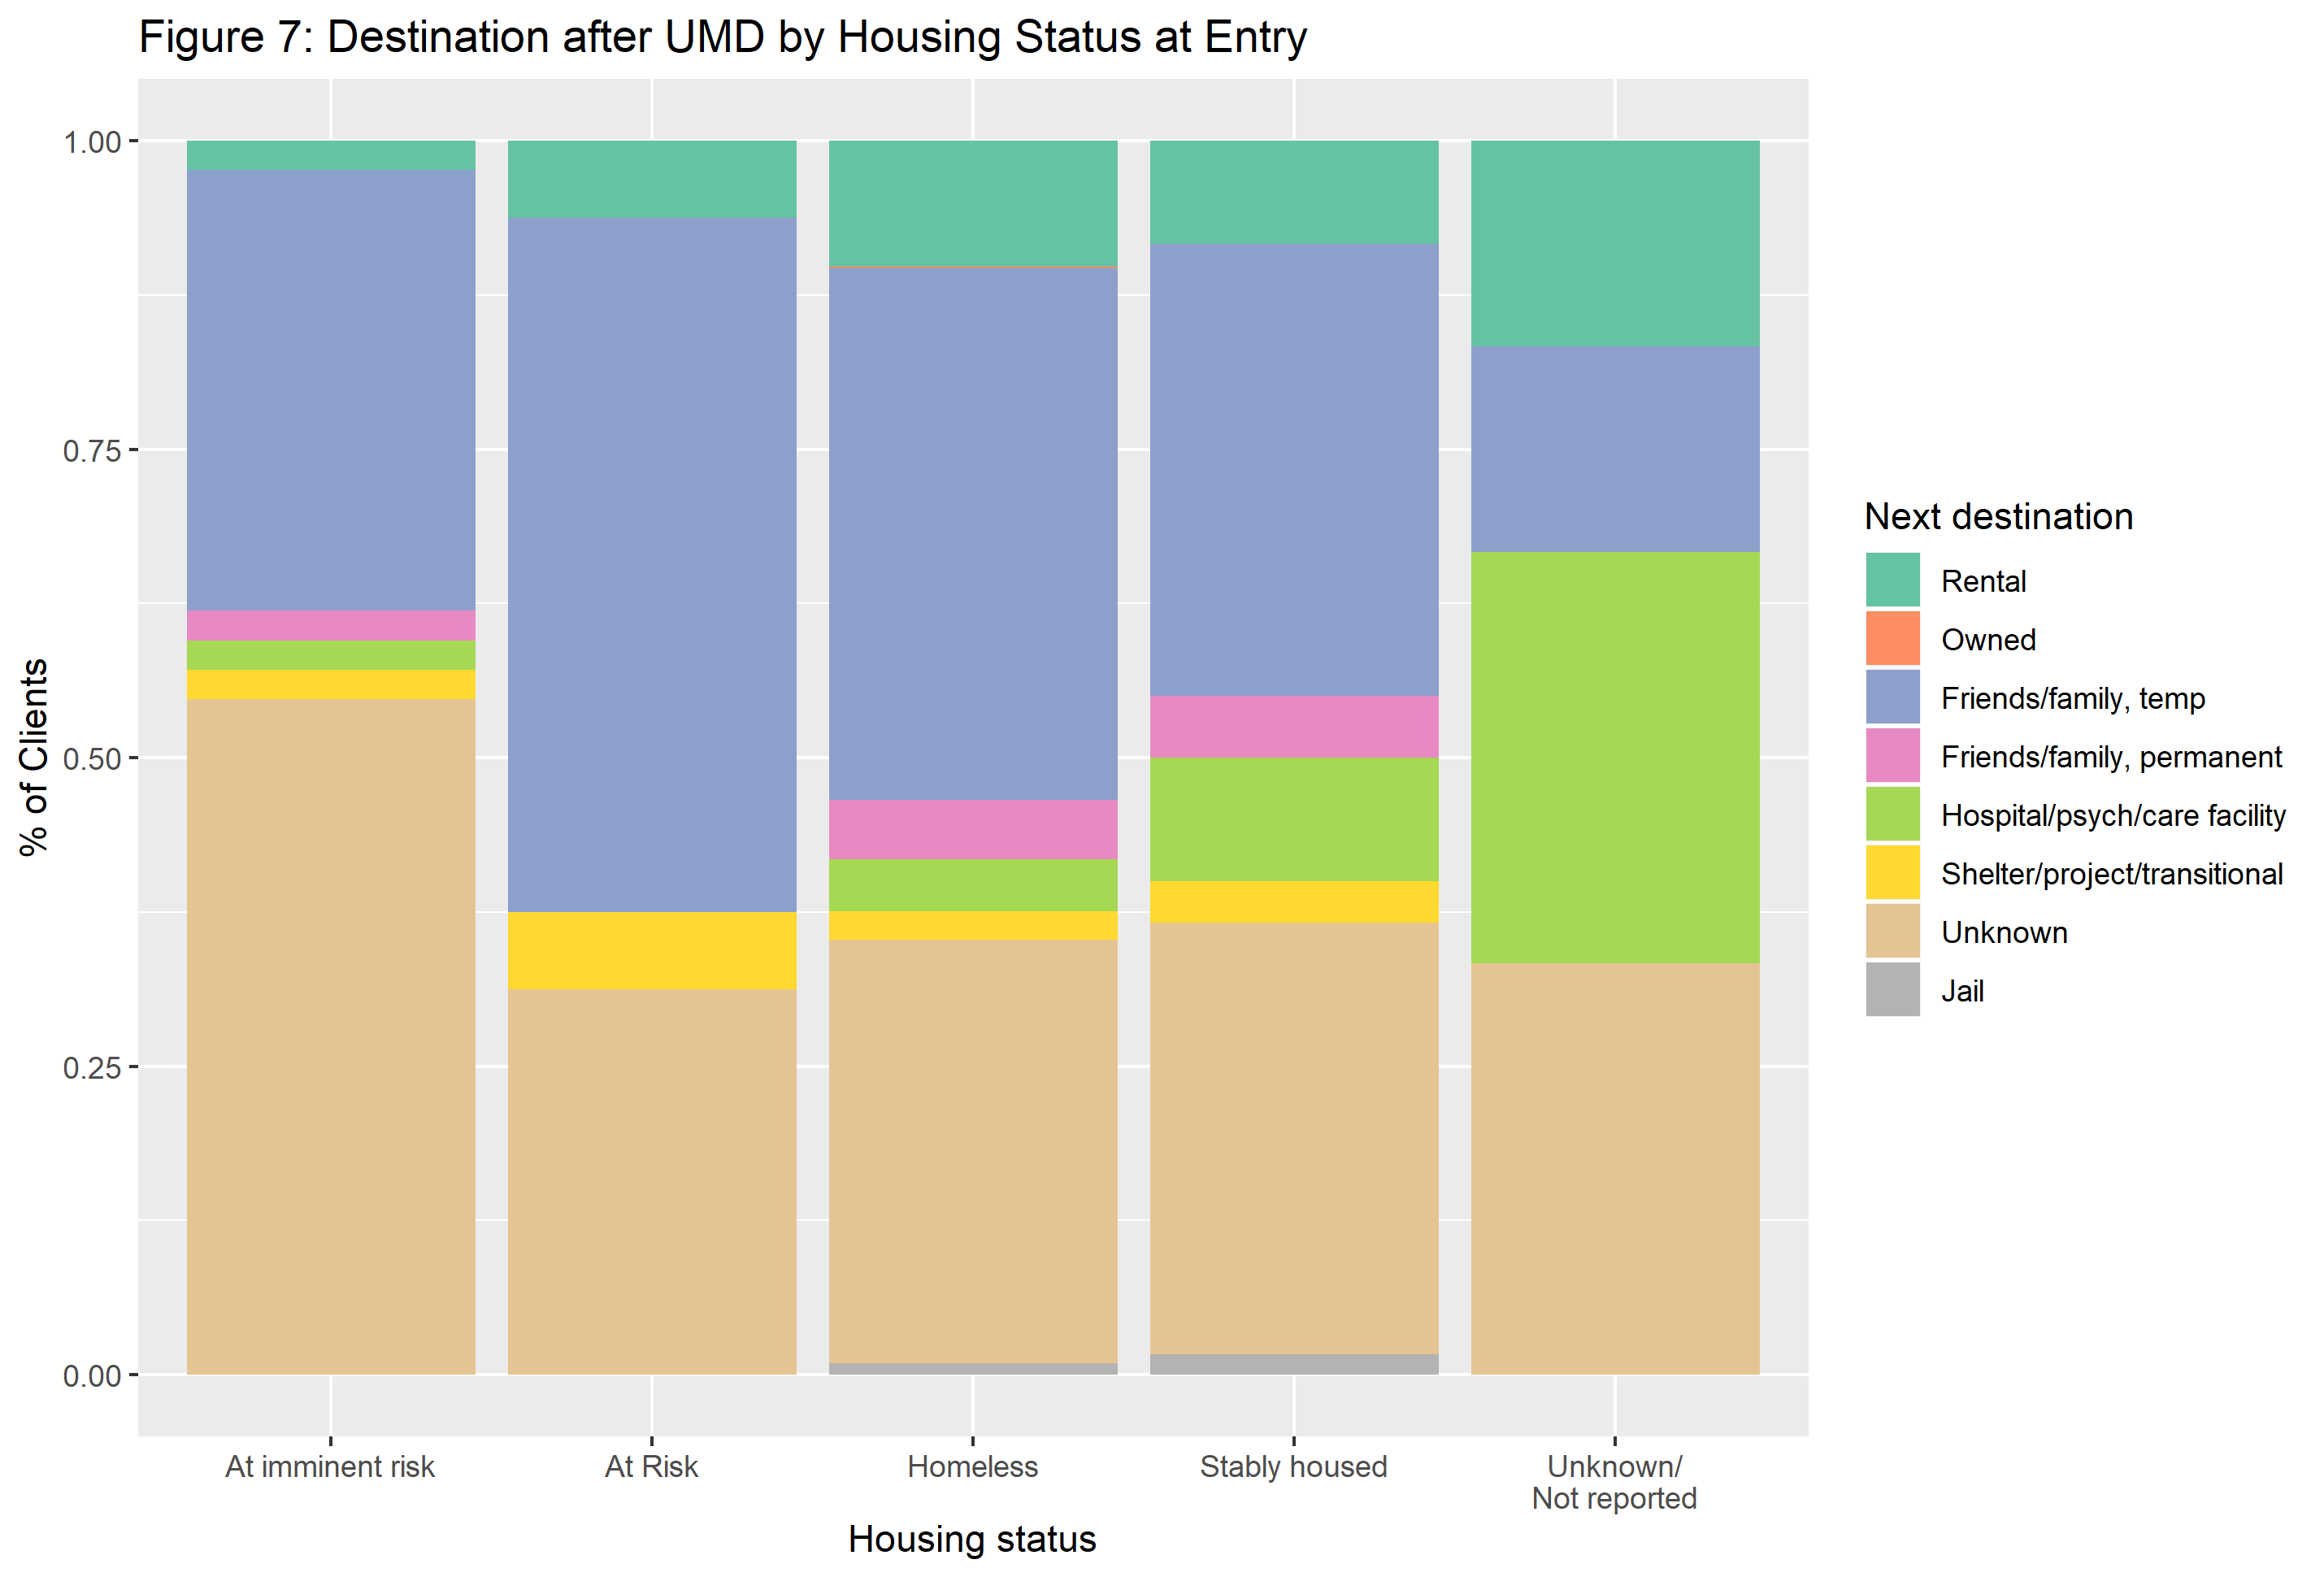 Figure 7: Destination after UMD by Housing Status at Entry
% of Clients
1.00
0.75
0.50
0.25
0.00
At imminent risk
At Risk
Homeless
Stably housed
Unknown/
Not reported
Housing status
Next destination
Rental
Owned
Friends/family, temp
Friends/family, permanent
Hospital/psych/care facility
Shelter/project/transitional
Unknown
Jail